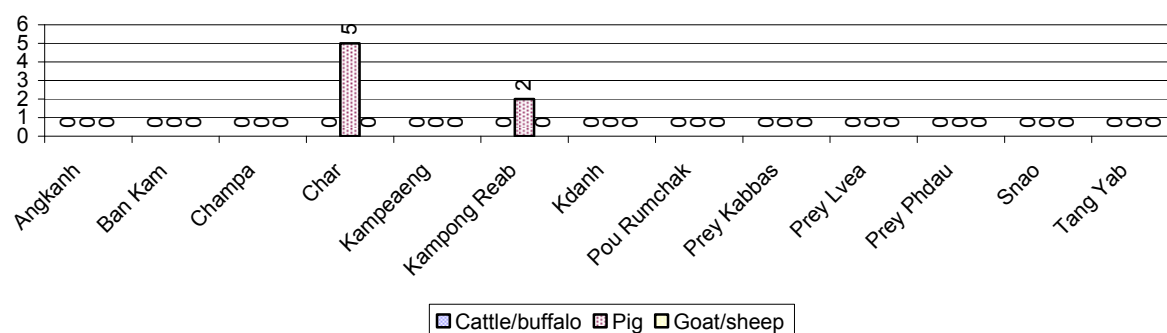 6
5
4
3
2
1
0
0 0 0 0 0 0 0 0 0 0 5 0 0 0 0 0 2 0 0 0 0 0 0 0 0 0 0 0 0 0 0 0 0 0 0 0 0 0 0
Angkanh Ban Kam Champa Char Kampeaeng Kampong Reab Kdanh Pou Rumchak Prey Kabbas Prey Lvea Prey Phdau Snao Tang Yab
Cattle/buffalo Pig Goat/sheep